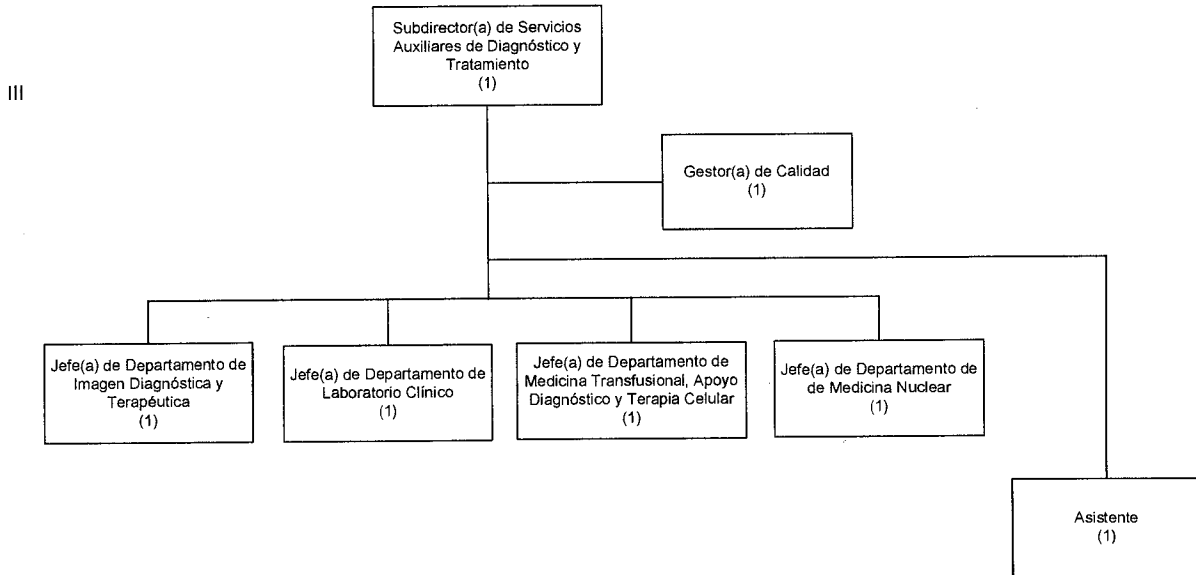 Subdirector(a) de Servicios
Auxiliares de Diagnóstico y
Tratamiento
(1)
III
Gestor(a) de Calidad
(1)
Jefe(a) de Departamento de
Imagen Diagnóstica y
Terapéutica
(1)
Jefe(a) de Departamento de
Laboratorio Clínico
(1)
Jefe(a) de Departamento de
Medicina Transfusional, Apoyo
Diagnóstico y Terapia Celular
(1)
Jefe(a) de Departamento de
de Medicina Nuclear
(1)
Asistente
(1)